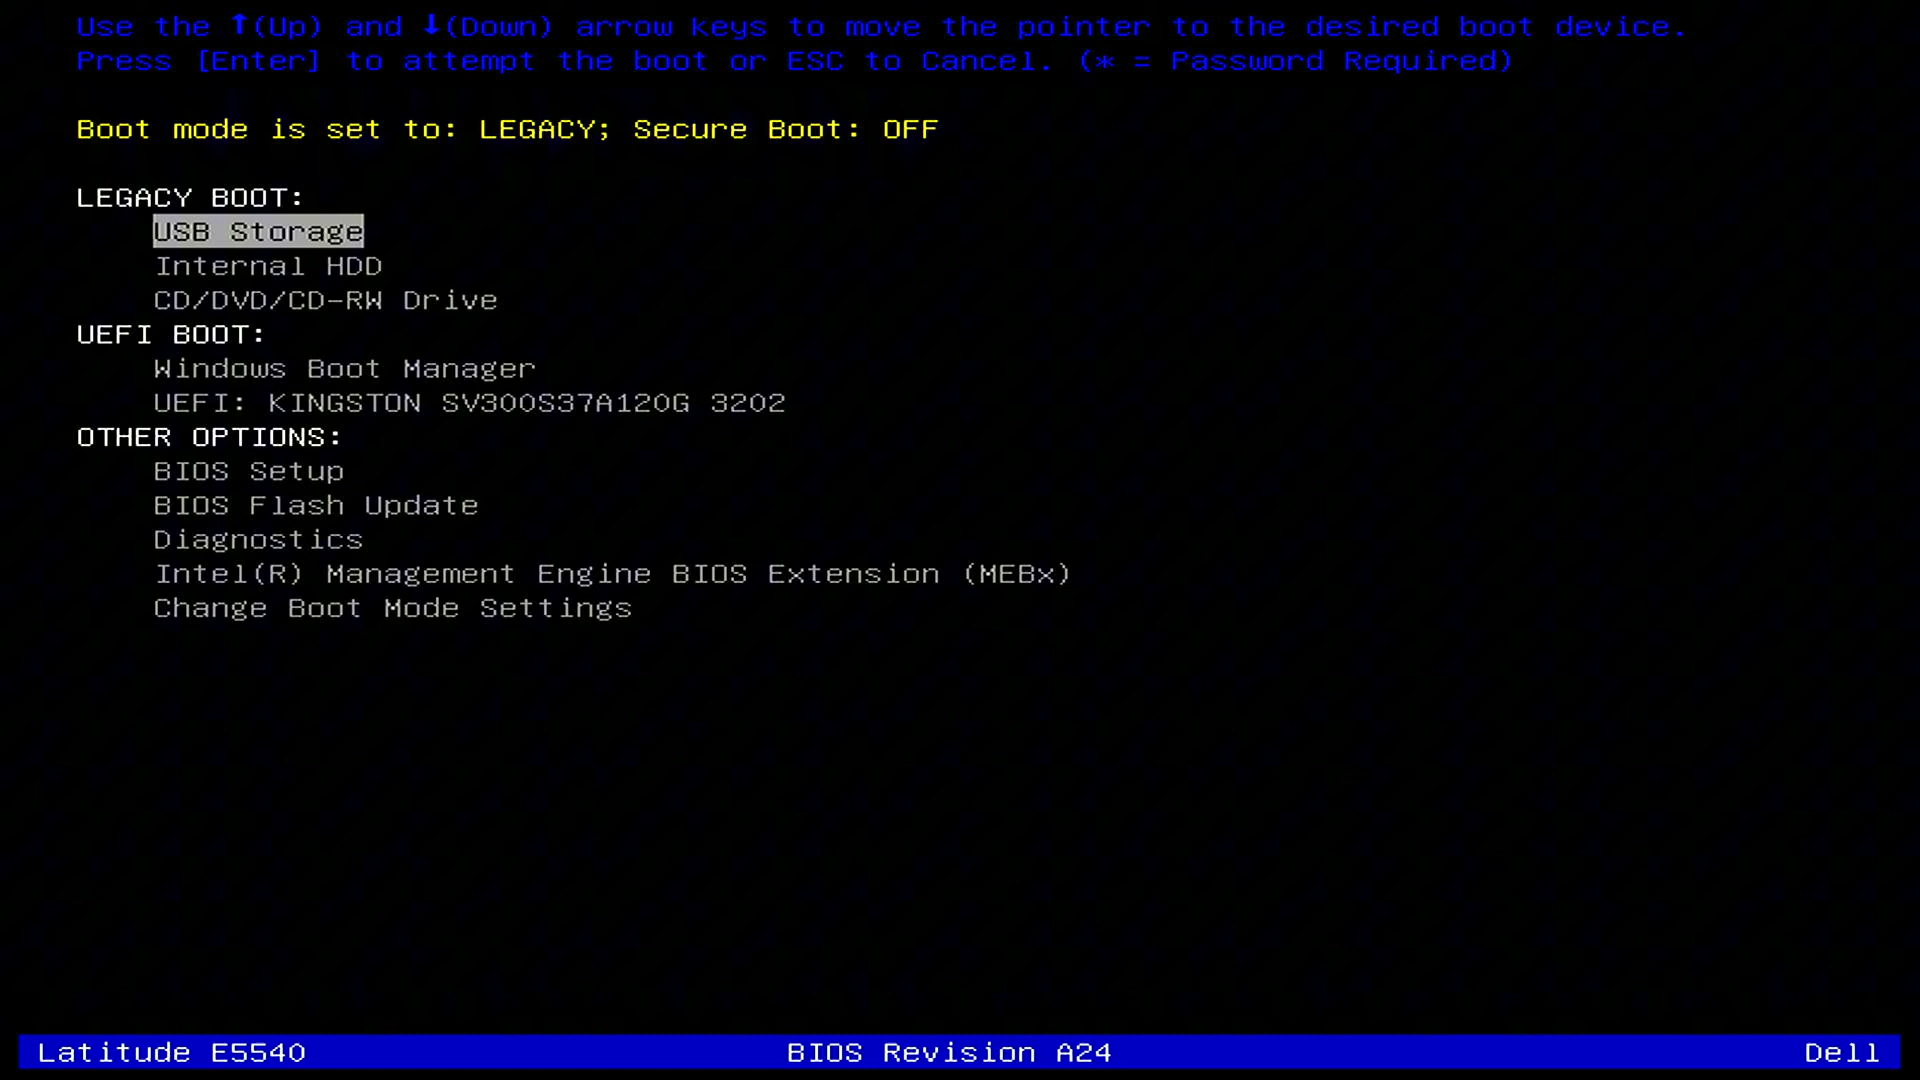 Use the ↑(Up) and ↓(Down) arrow keys to move the pointer to the desired boot device.
Press [Enter] to attempt the boot or ESC to Cancel. (* = Password Required)
Boot mode is set to: LEGACY; Secure Boot: OFF
LEGACY BOOT:
USB Storage
Internal HDD
CD/DVD/CD-RW Drive
UEFI BOOT:
Windows Boot Manager
UEFI: KINGSTON SV300S37A120G 3202
OTHER OPTIONS:
BIOS Setup
BIOS Flash Update
Diagnostics
Intel(R) Management Engine BIOS Extension (MEBx)
Change Boot Mode Settings
Latitude E5540 BIOS Revision A24 Dell